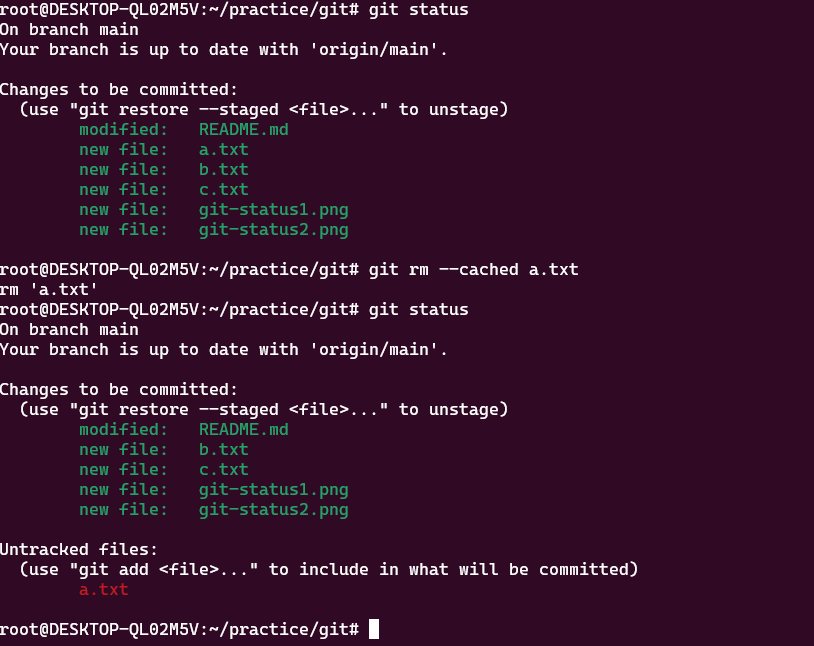 root@DESKTOP-QL02M5V:~/practice/git# git status
On branch main
Your branch is up to date with 'origin/main'.

Changes to be committed:
  (use "git restore --staged <file>..." to unstage)
        modified:   README.md
        new file:   a.txt
        new file:   b.txt
        new file:   c.txt
        new file:   git-status1.png
        new file:   git-status2.png

root@DESKTOP-QL02M5V:~/practice/git# git rm --cached a.txt
rm 'a.txt'
root@DESKTOP-QL02M5V:~/practice/git# git status
On branch main
Your branch is up to date with 'origin/main'.

Changes to be committed:
  (use "git restore --staged <file>..." to unstage)
        modified:   README.md
        new file:   b.txt
        new file:   c.txt
        new file:   git-status1.png
        new file:   git-status2.png

Untracked files:
  (use "git add <file>..." to include in what will be committed)
        a.txt

root@DESKTOP-QL02M5V:~/practice/git#